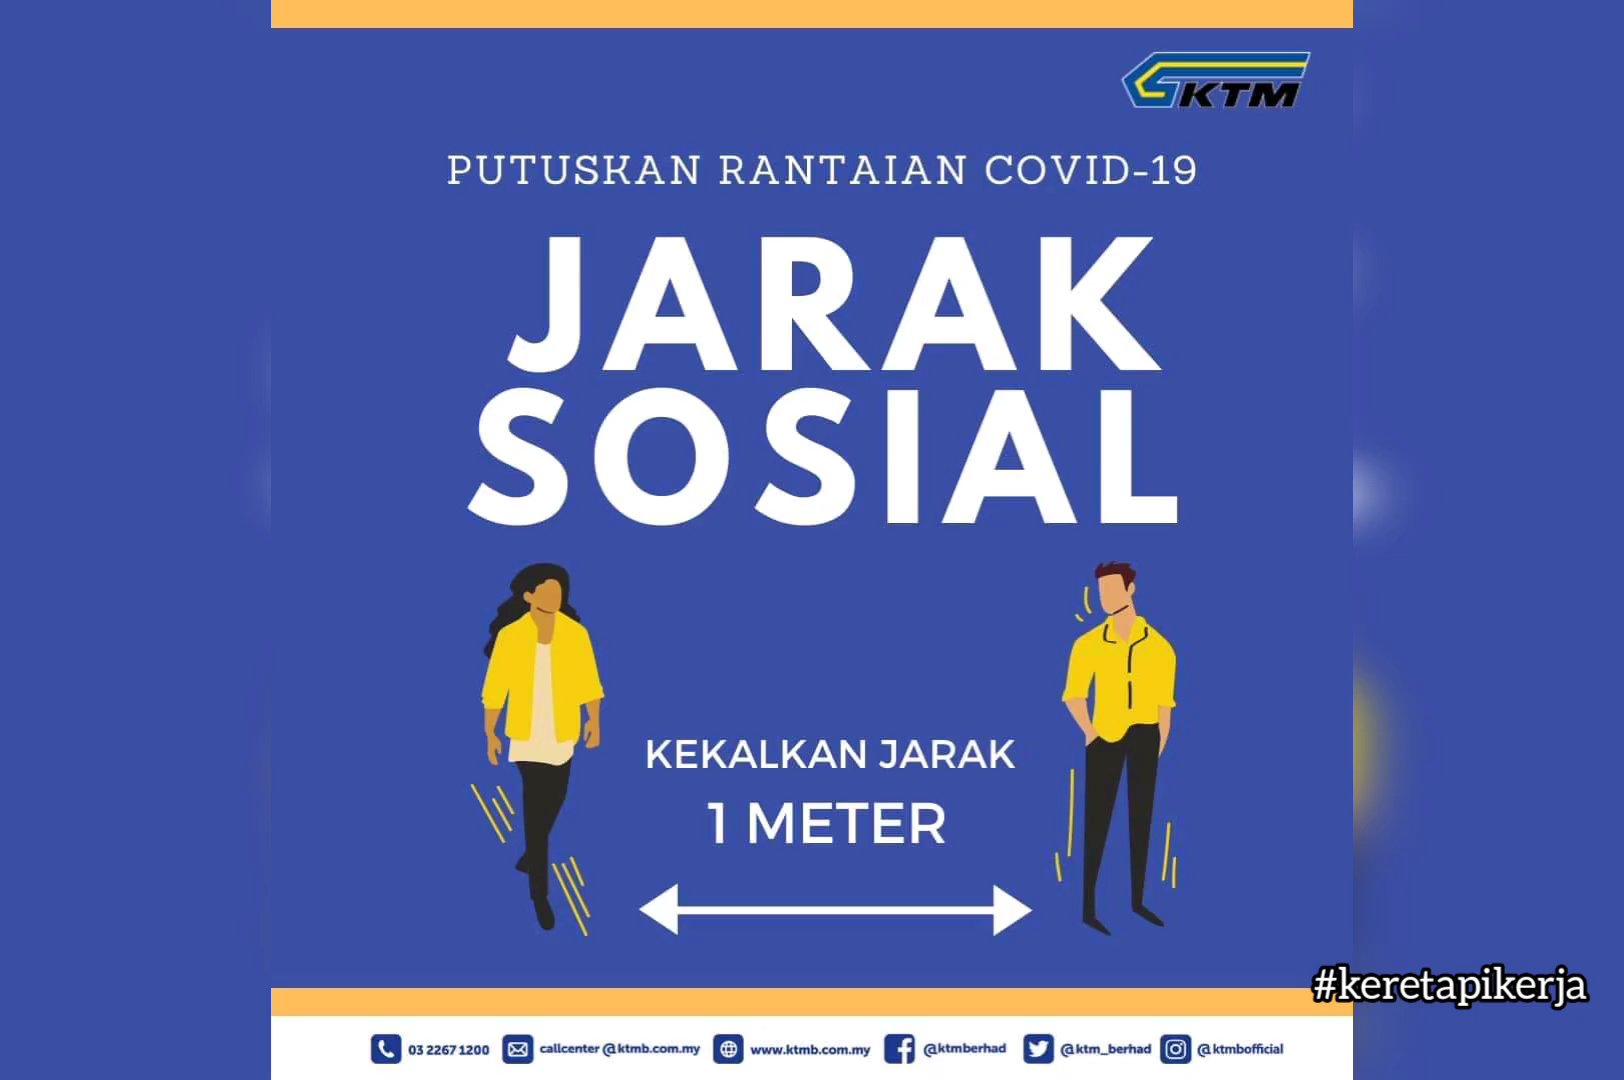 KTM
PUTUSKAN RANTAIAN COVID-19
JARAK
SOSIAL
KEKALKAN JARAK
1 METER
#keretapikerja
03 2267 1200 callcenter@ktmb.com.my www.ktmb.com.my @ktmberhad @ktm_berhad @ktmbofficial